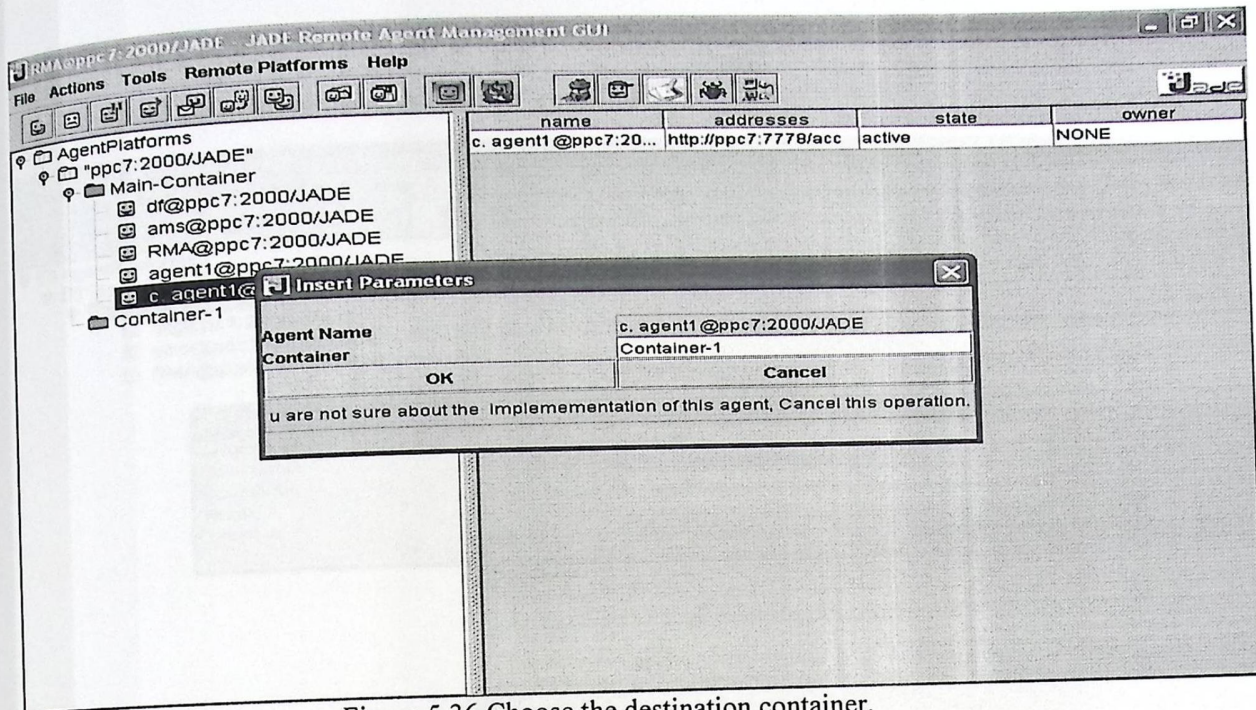 RMA@ppc7:2000/JADE - JADE Remote Agent Management GUI
File Actions Tools Remote Platforms Help
Jade
name addresses state owner
c. agent1@ppc7:20... http://ppc7:7778/acc active NONE
AgentPlatforms
"ppc7:2000/JADE"
Main-Container
df@ppc7:2000/JADE
ams@ppc7:2000/JADE
RMA@ppc7:2000/JADE
agent1@ppc7:2000/JADE
c. agent1@
Container-1
Insert Parameters
Agent Name c. agent1@ppc7:2000/JADE
Container Container-1
OK Cancel
u are not sure about the Implemementation of this agent, Cancel this operation.
Figure 5.26 Choose the destination container.